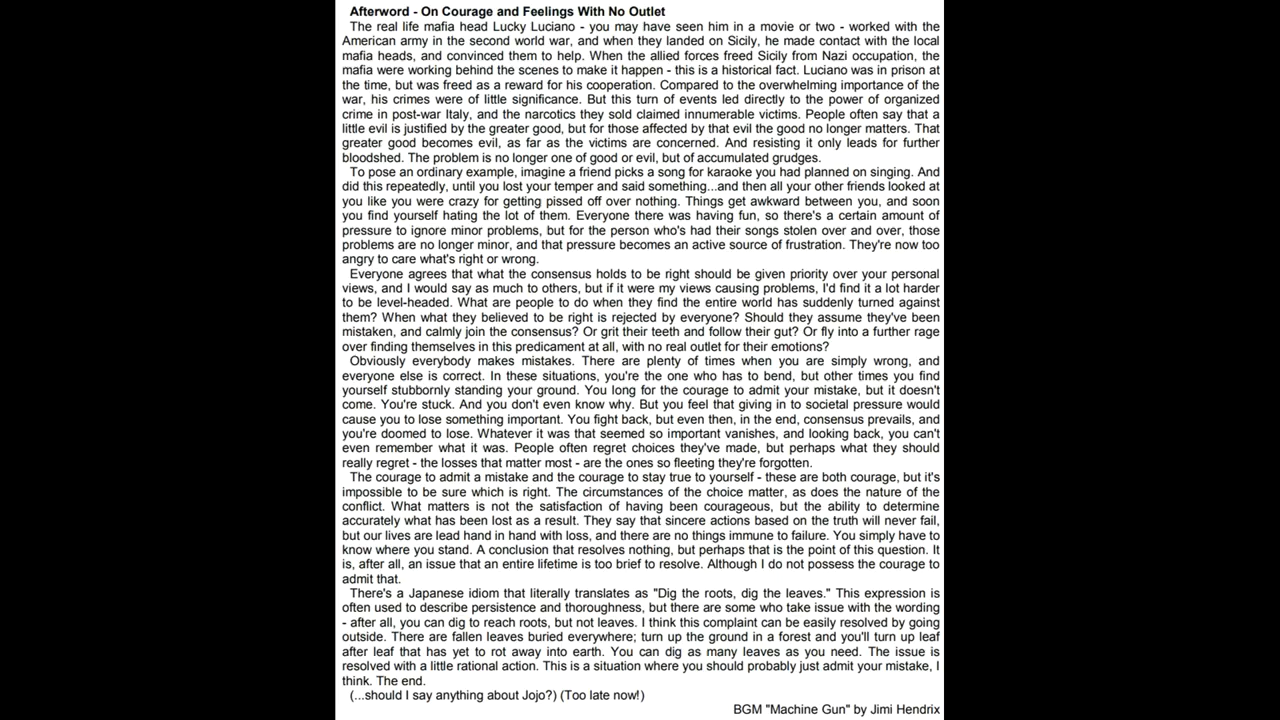 Afterword - On Courage and Feelings With No Outlet
The real life mafia head Lucky Luciano - you may have seen him in a movie or two - worked with the
American army in the second world war, and when they landed on Sicily, he made contact with the local
mafia heads, and convinced them to help. When the allied forces freed Sicily from Nazi occupation, the
mafia were working behind the scenes to make it happen - this is a historical fact. Luciano was in prison at
the time, but was freed as a reward for his cooperation. Compared to the overwhelming importance of the
war, his crimes were of little significance. But this turn of events led directly to the power of organized
crime in post-war Italy, and the narcotics they sold claimed innumerable victims. People often say that a
little evil is justified by the greater good, but for those affected by that evil the good no longer matters. That
greater good becomes evil, as far as the victims are concerned. And resisting it only leads for further
bloodshed. The problem is no longer one of good or evil, but of accumulated grudges.
To pose an ordinary example, imagine a friend picks a song for karaoke you had planned on singing. And
did this repeatedly, until you lost your temper and said something...and then all your other friends looked at
you like you were crazy for getting pissed off over nothing. Things get awkward between you, and soon
you find yourself hating the lot of them. Everyone there was having fun, so there's a certain amount of
pressure to ignore minor problems, but for the person who's had their songs stolen over and over, those
problems are no longer minor, and that pressure becomes an active source of frustration. They're now too
angry to care what's right or wrong.
Everyone agrees that what the consensus holds to be right should be given priority over your personal
views, and I would say as much to others, but if it were my views causing problems, I'd find it a lot harder
to be level-headed. What are people to do when they find the entire world has suddenly turned against
them? When what they believed to be right is rejected by everyone? Should they assume they've been
mistaken, and calmly join the consensus? Or grit their teeth and follow their gut? Or fly into a further rage
over finding themselves in this predicament at all, with no real outlet for their emotions?
Obviously everybody makes mistakes. There are plenty of times when you are simply wrong, and
everyone else is correct. In these situations, you're the one who has to bend, but other times you find
yourself stubbornly standing your ground. You long for the courage to admit your mistake, but it doesn't
come. You're stuck. And you don't even know why. But you feel that giving in to societal pressure would
cause you to lose something important. You fight back, but even then, in the end, consensus prevails, and
you're doomed to lose. Whatever it was that seemed so important vanishes, and looking back, you can't
even remember what it was. People often regret choices they've made, but perhaps what they should
really regret - the losses that matter most - are the ones so fleeting they're forgotten.
The courage to admit a mistake and the courage to stay true to yourself - these are both courage, but it's
impossible to be sure which is right. The circumstances of the choice matter, as does the nature of the
conflict. What matters is not the satisfaction of having been courageous, but the ability to determine
accurately what has been lost as a result. They say that sincere actions based on the truth will never fail,
but our lives are lead hand in hand with loss, and there are no things immune to failure. You simply have to
know where you stand. A conclusion that resolves nothing, but perhaps that is the point of this question. It
is, after all, an issue that an entire lifetime is too brief to resolve. Although I do not possess the courage to
admit that.
There's a Japanese idiom that literally translates as "Dig the roots, dig the leaves." This expression is
often used to describe persistence and thoroughness, but there are some who take issue with the wording
- after all, you can dig to reach roots, but not leaves. I think this complaint can be easily resolved by going
outside. There are fallen leaves buried everywhere; turn up the ground in a forest and you'll turn up leaf
after leaf that has yet to rot away into earth. You can dig as many leaves as you need. The issue is
resolved with a little rational action. This is a situation where you should probably just admit your mistake, I
think. The end.
(...should I say anything about Jojo?) (Too late now!)
BGM "Machine Gun" by Jimi Hendrix